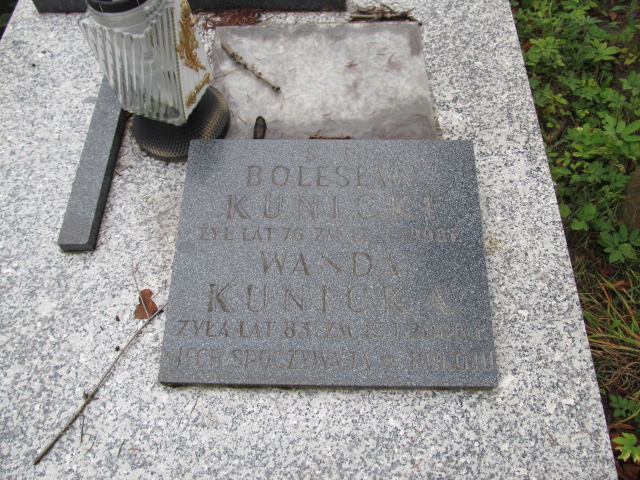 BOLESŁAW
KUNICKI
ŻYŁ LAT 76 ZM.
WANDA
KUNICKA
ŻYŁA LAT 83 ZM.
NIECH SPOCZYWAJĄ W POKOJU